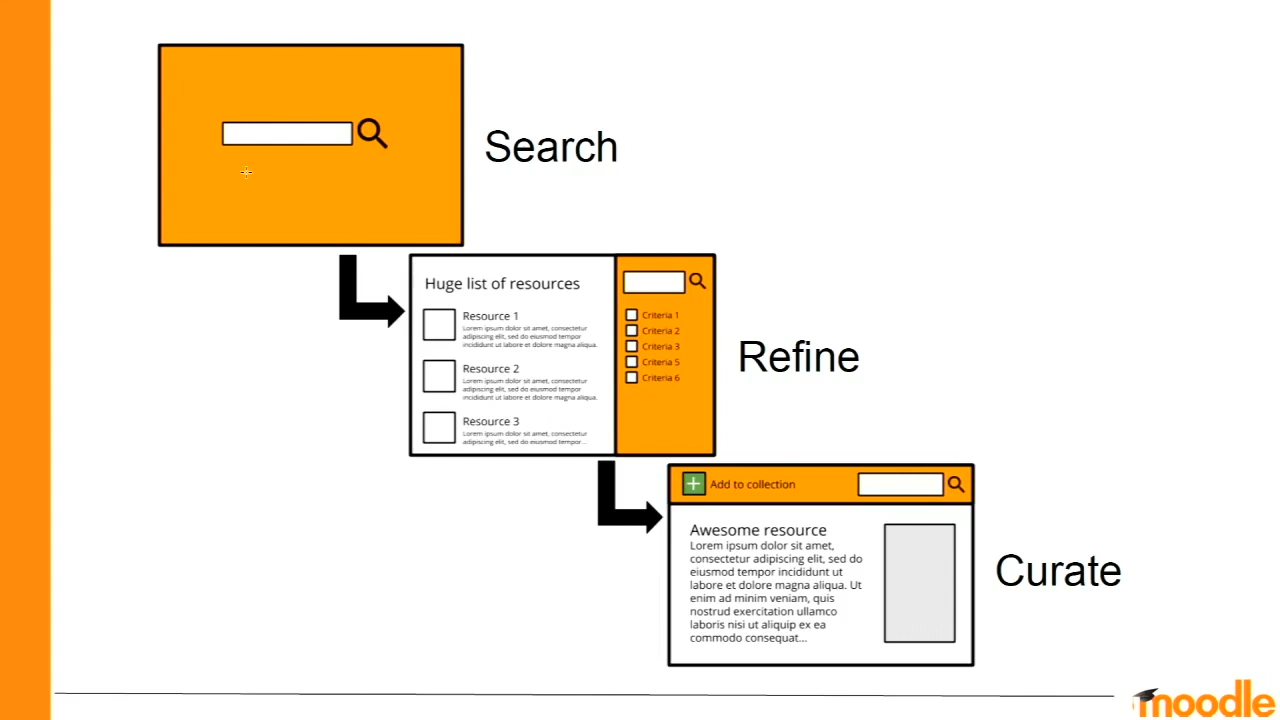 Search
Huge list of resources
Resource 1
Lorem ipsum dolor sit amet, consectetur
adipiscing elit, sed do eiusmod tempor
incididunt ut labore et dolore magna aliqua.
Resource 2
Lorem ipsum dolor sit amet, consectetur
adipiscing elit, sed do eiusmod tempor
incididunt ut labore et dolore magna aliqua.
Resource 3
Lorem ipsum dolor sit amet, consectetur
adipiscing elit, sed do eiusmod tempor...
Criteria 1
Criteria 2
Criteria 3
Criteria 5
Criteria 6
Refine
Add to collection
Awesome resource
Lorem ipsum dolor sit amet,
consectetur adipiscing elit, sed do
eiusmod tempor incididunt ut
labore et dolore magna aliqua. Ut
enim ad minim veniam, quis
nostrud exercitation ullamco
laboris nisi ut aliquip ex ea
commodo consequat...
Curate
moodle